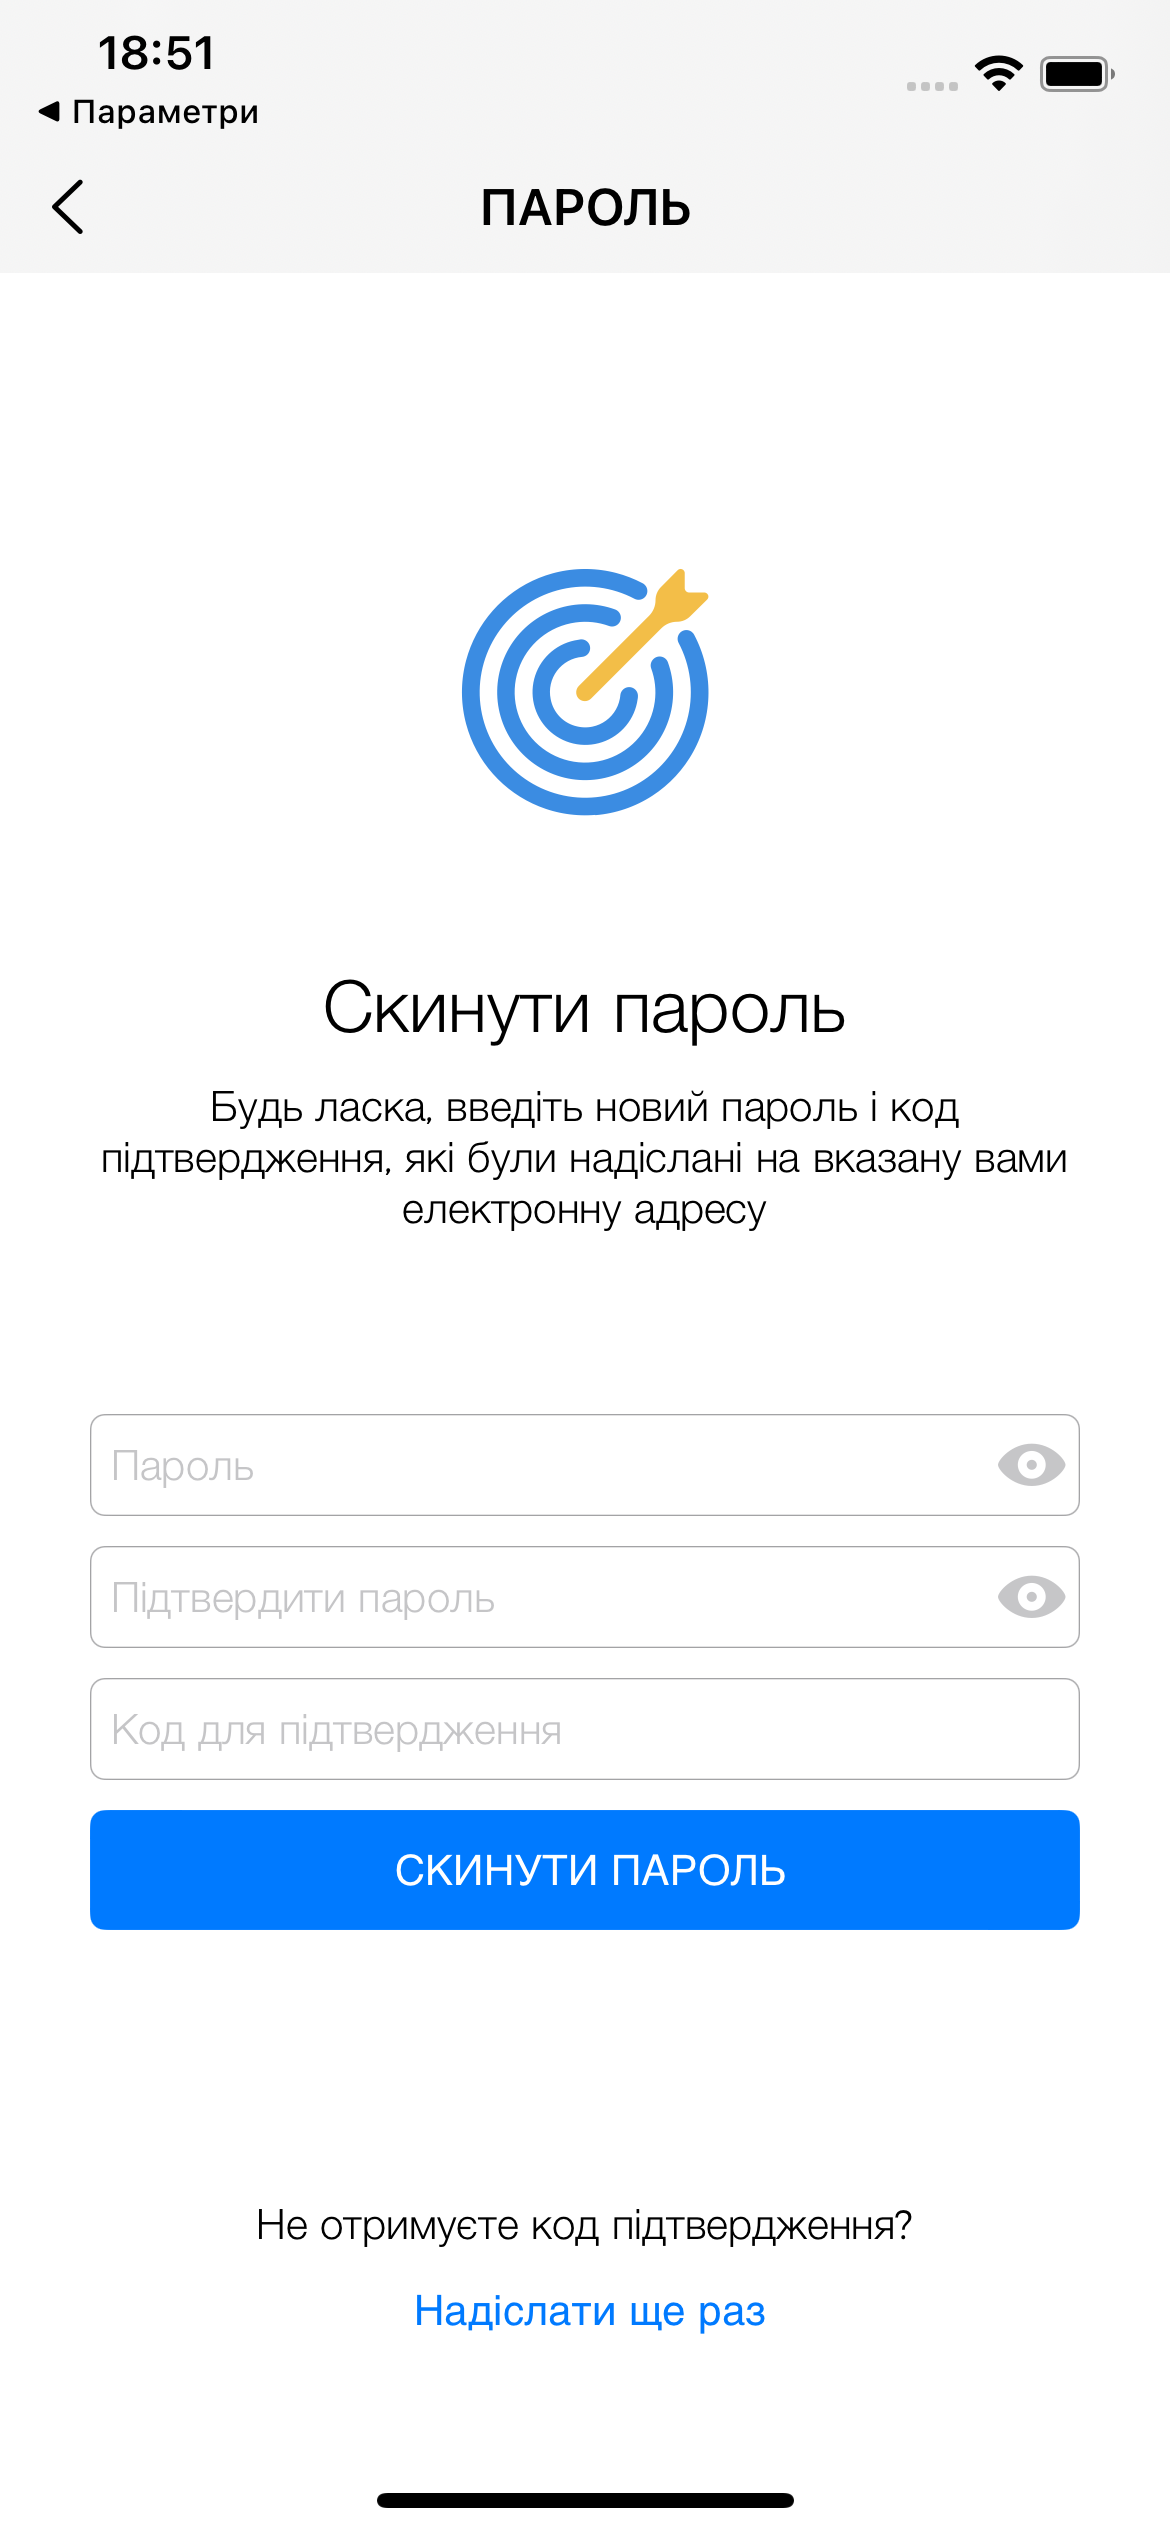 18:51
Параметри
ПАРОЛЬ
Скинути пароль
Будь ласка, введіть новий пароль і код
підтвердження, які були надіслані на вказану вами
електронну адресу
Пароль
Підтвердити пароль
Код для підтвердження
СКИНУТИ ПАРОЛЬ
Не отримуєте код підтвердження?
Надіслати ще раз